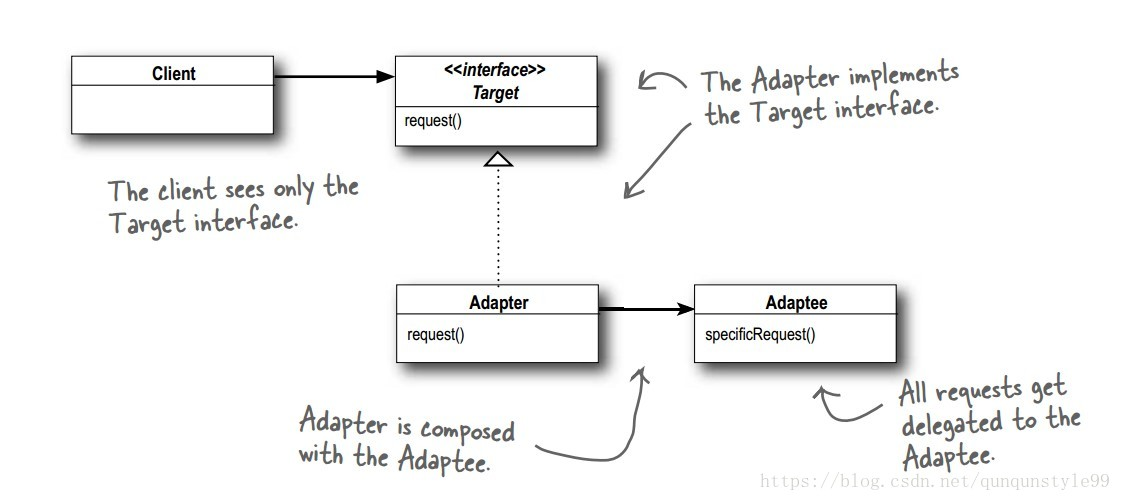 Client
<<interface>>
Target
request()
The Adapter implements
the Target interface.
The client sees only the
Target interface.
Adapter
request()
Adaptee
specificRequest()
Adapter is composed
with the Adaptee.
All requests get
delegated to the
Adaptee.
https://blog.csdn.net/qunqunstyle99